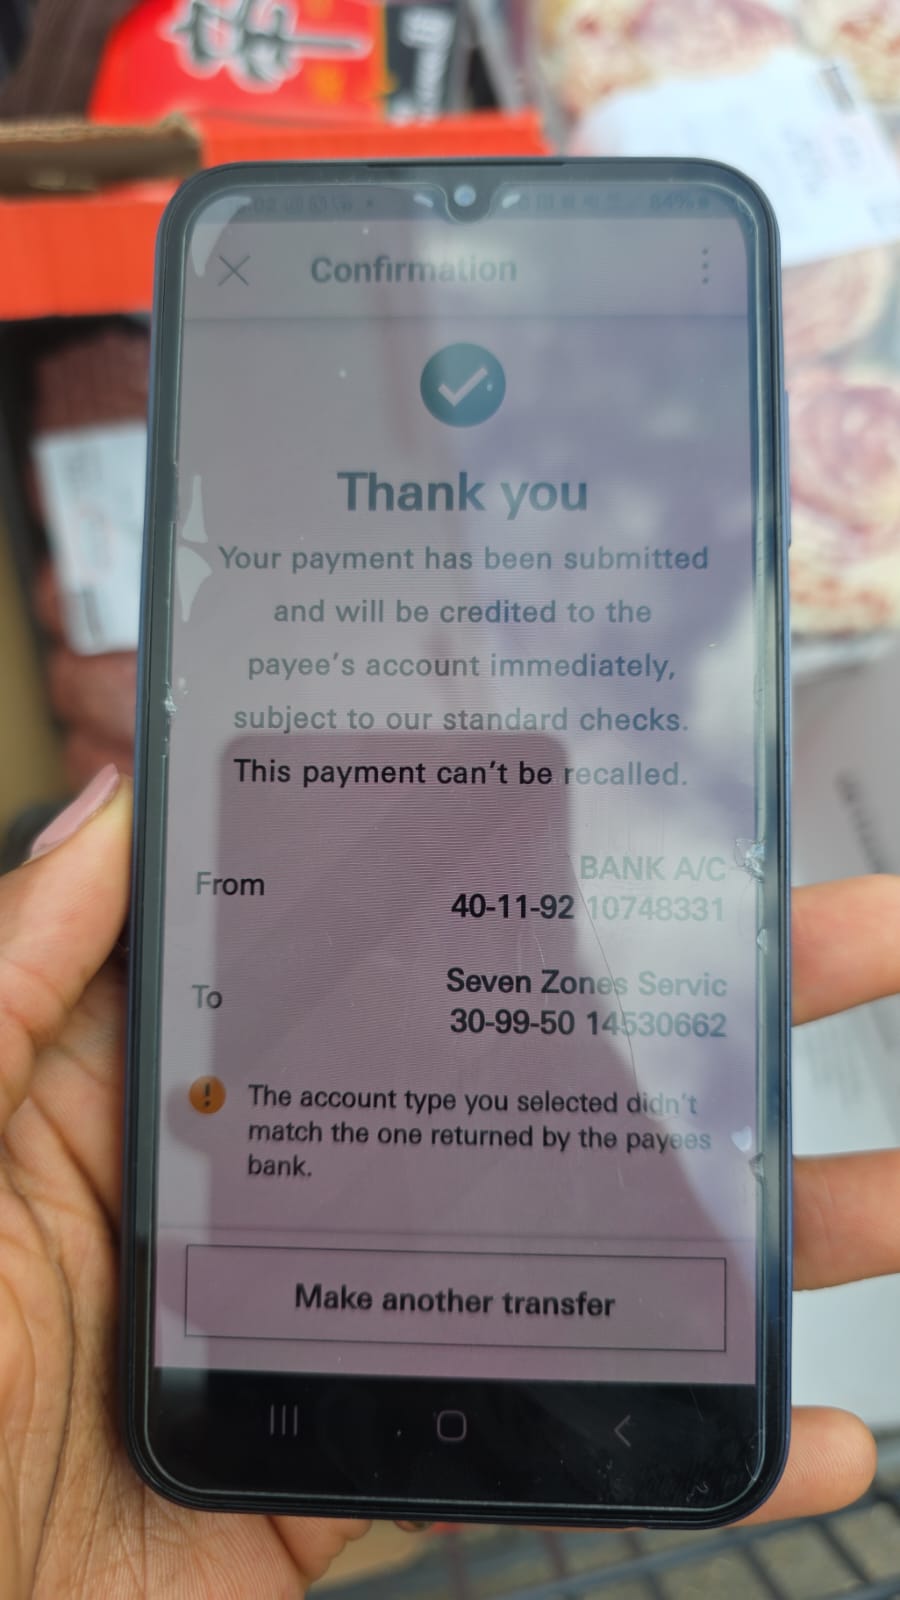 84%
Confirmation
Thank you
Your payment has been submitted
and will be credited to the
payee's account immediately,
subject to our standard checks.
This payment can't be recalled.
From
BANK A/C
40-11-92 10748331
To
Seven Zones Servic
30-99-50 14530662
The account type you selected didn't
match the one returned by the payees
bank.
Make another transfer